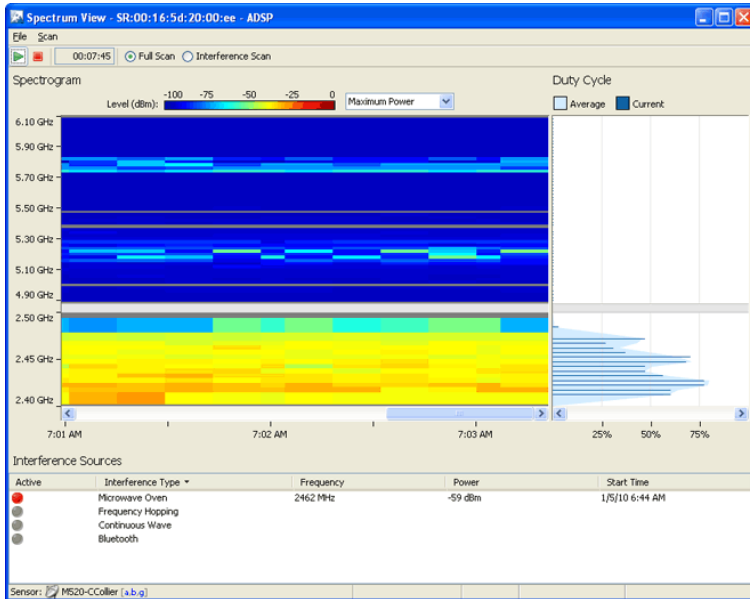 Spectrum View - SR:00:16:5d:20:00:ee - ADSP
File Scan
00:07:45 Full Scan Interference Scan
Spectrogram Duty Cycle
Level (dBm): -100 -75 -50 -25 0 Maximum Power Average Current
6.10 GHz
5.90 GHz
5.70 GHz
5.50 GHz
5.30 GHz
5.10 GHz
4.90 GHz
2.50 GHz
2.45 GHz
2.40 GHz
7:01 AM 7:02 AM 7:03 AM 25% 50% 75%
Interference Sources
Active Interference Type Frequency Power Start Time
Microwave Oven 2462 MHz -59 dBm 1/5/10 6:44 AM
Frequency Hopping
Continuous Wave
Bluetooth
Sensor: M520-CCollier [a.b.g]